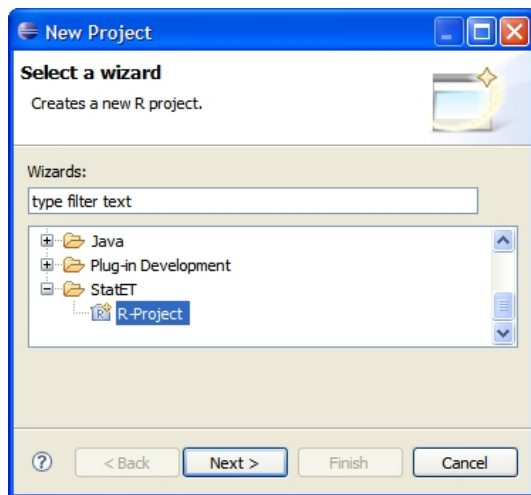 New Project
Select a wizard
Creates a new R project.
Wizards:
type filter text
Java
Plug-in Development
StatET
R-Project
< Back Next > Finish Cancel